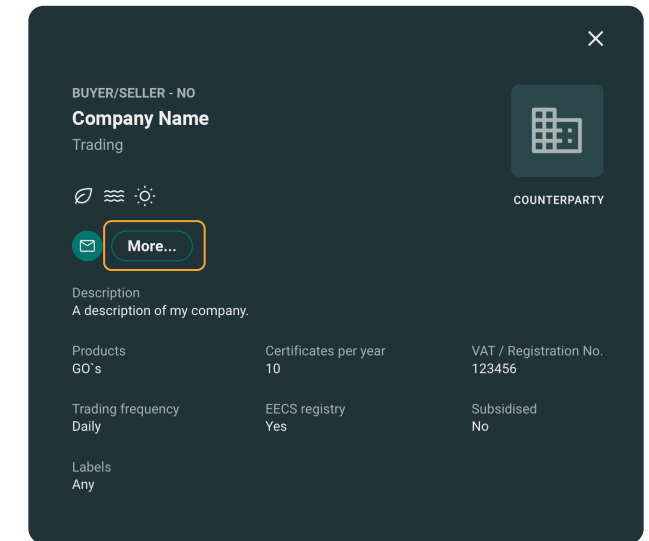 BUYER/SELLER - NO
Company Name
Trading
COUNTERPARTY
More...
Description
A description of my company.
Products
GO`s
Certificates per year
10
VAT / Registration No.
123456
Trading frequency
Daily
EECS registry
Yes
Subsidised
No
Labels
Any